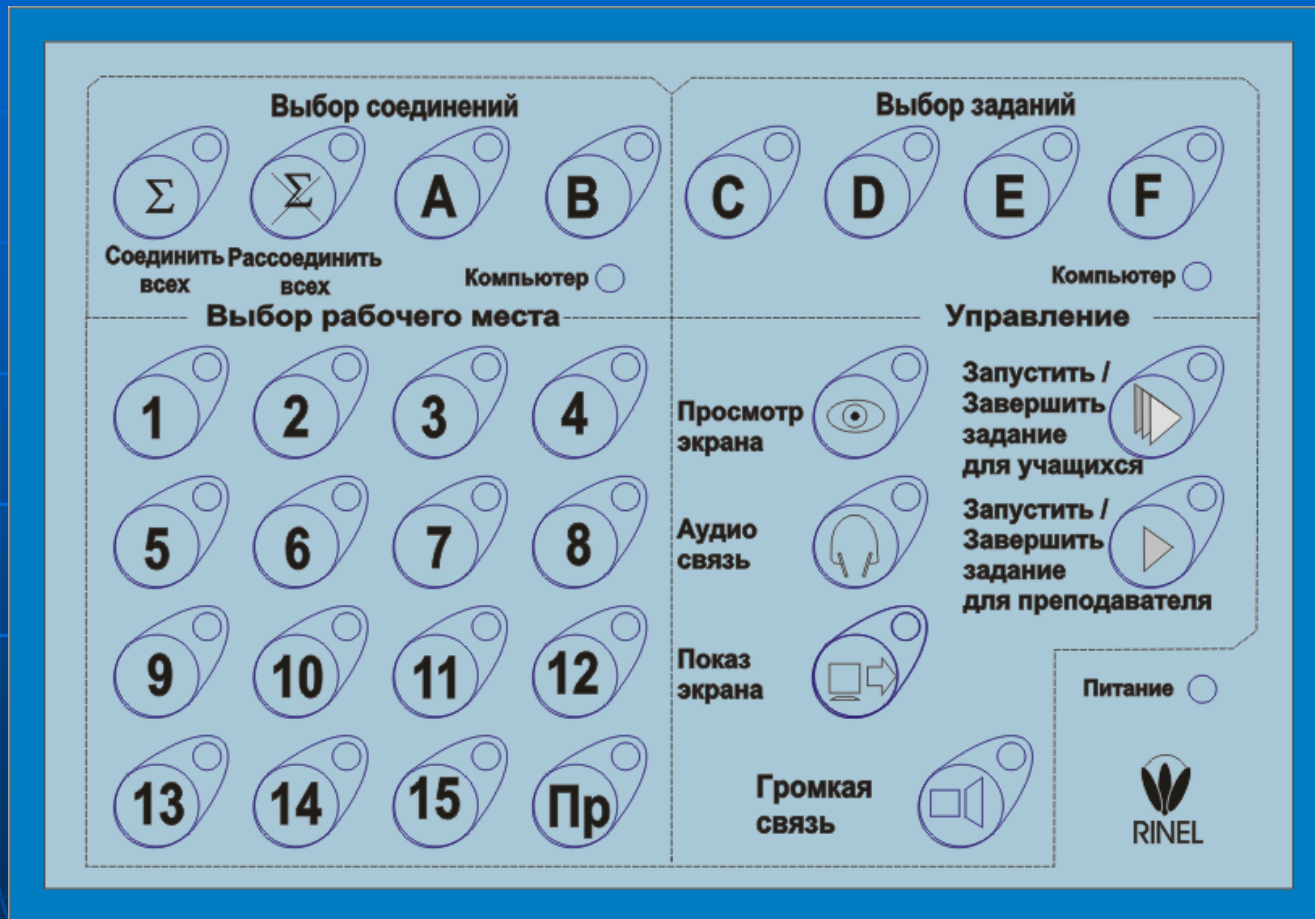 Выбор соединений
Выбор заданий
Σ
Σ
A
B
C
D
E
F
Соединить
всех
Рассоединить
всех
Компьютер
Компьютер
Выбор рабочего места
Управление
1
2
3
4
5
6
7
8
9
10
11
12
13
14
15
Пр
Просмотр
экрана
Запустить /
Завершить
задание
для учащихся
Аудио
связь
Запустить /
Завершить
задание
для преподавателя
Показ
экрана
Питание
Громкая
связь
RINEL